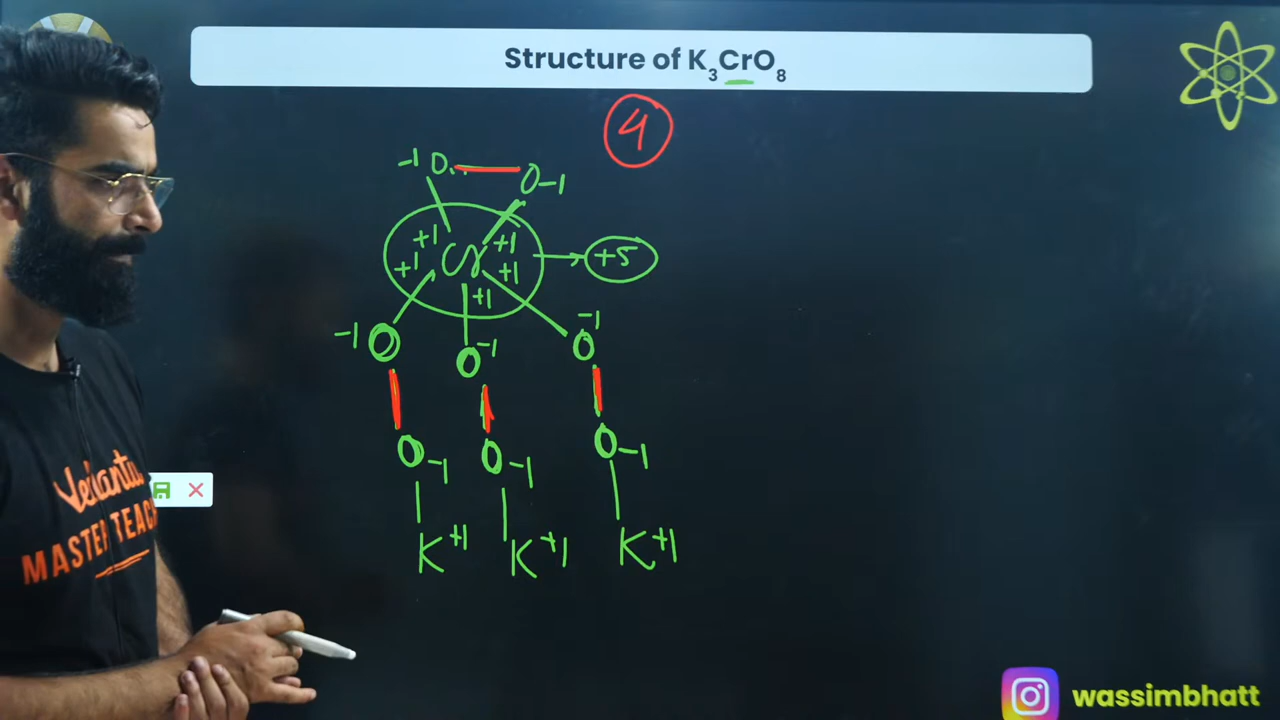 Structure of K₃CrO₈
4
-1 O O -1
+1 +1
+1 Cr +1 → +5
+1
-1 O O -1 O -1
O -1 O -1 O -1
K +1 K +1 K +1
Vedantu
MASTER TEACH
wassimbhatt